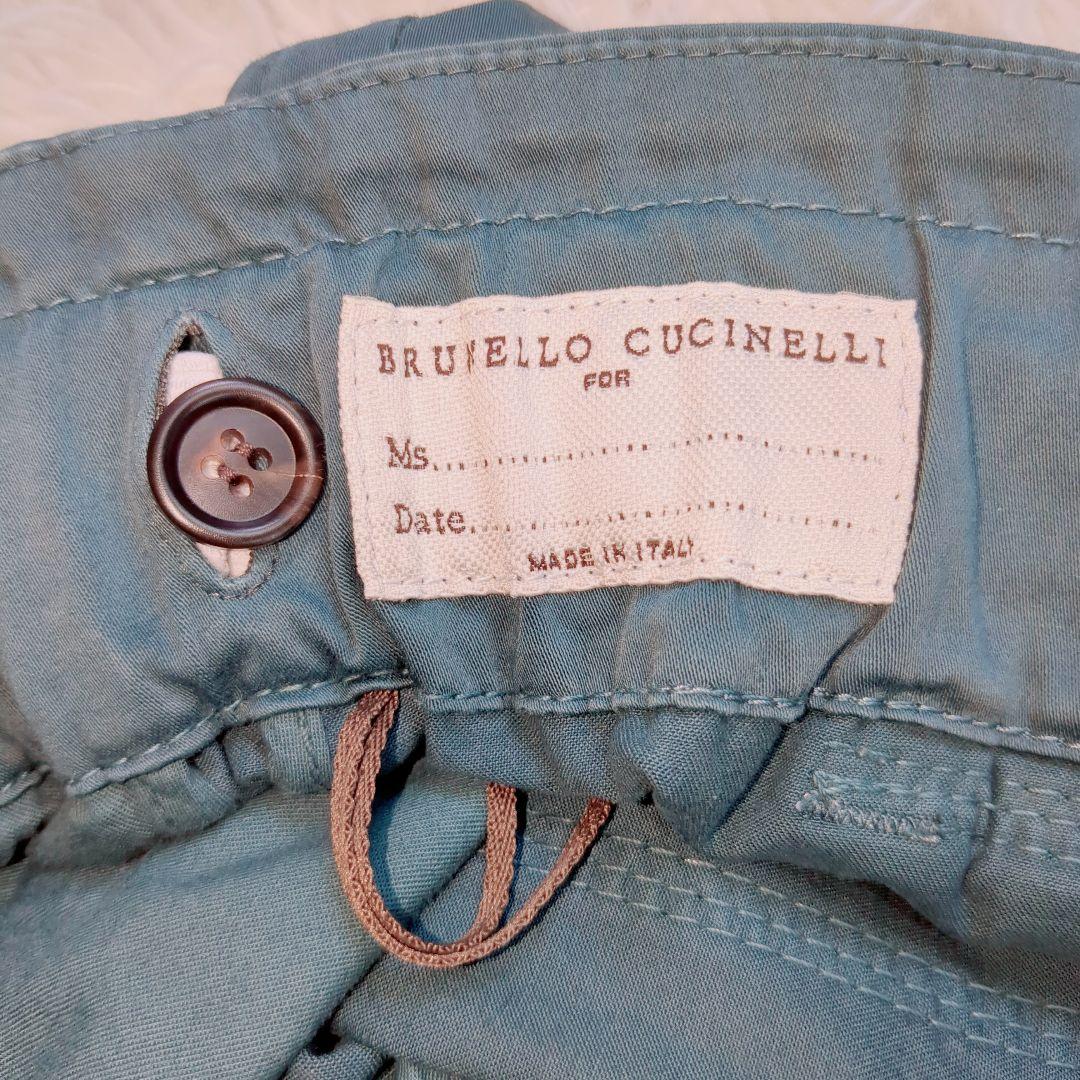 BRUNELLO CUCINELLI
FOR
Ms...............................
Date............................
MADE IN ITALY